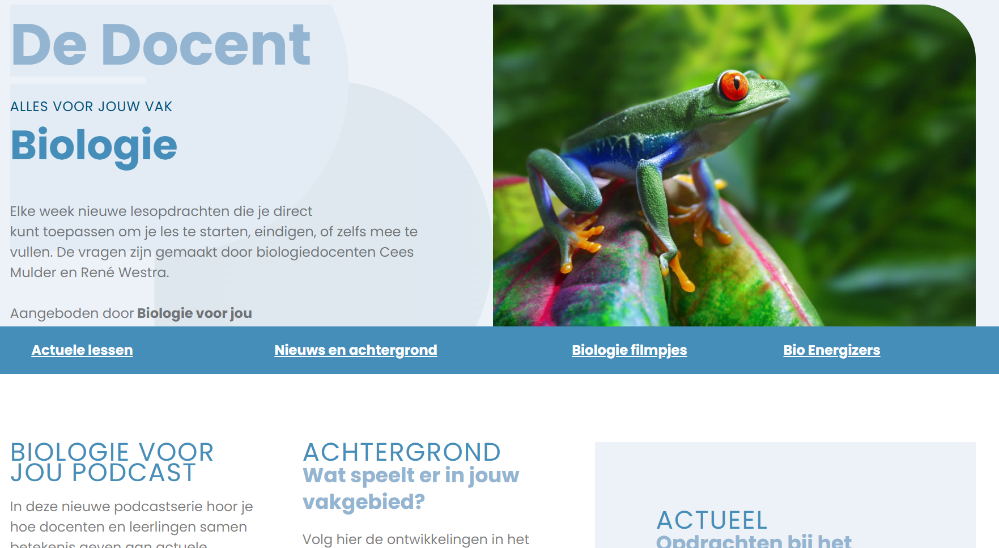 De Docent
ALLES VOOR JOUW VAK
Biologie
Elke week nieuwe lesopdrachten die je direct
kunt toepassen om je les te starten, eindigen, of zelfs mee te
vullen. De vragen zijn gemaakt door biologiedocenten Cees
Mulder en René Westra.
Aangeboden door Biologie voor jou
Actuele lessen
Nieuws en achtergrond
Biologie filmpjes
Bio Energizers
BIOLOGIE VOOR
JOU PODCAST
In deze nieuwe podcastserie hoor je
hoe docenten en leerlingen samen
betekenis geven aan actuele
ACHTERGROND
Wat speelt er in jouw
vakgebied?
Volg hier de ontwikkelingen in het
ACTUEEL
Opdrachten bij het